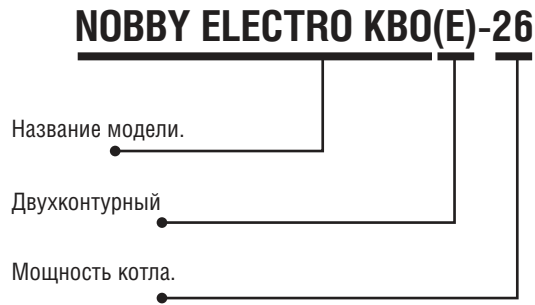 NOBBY ELECTRO KBO(E)-26
Название модели.
Двухконтурный
Мощность котла.